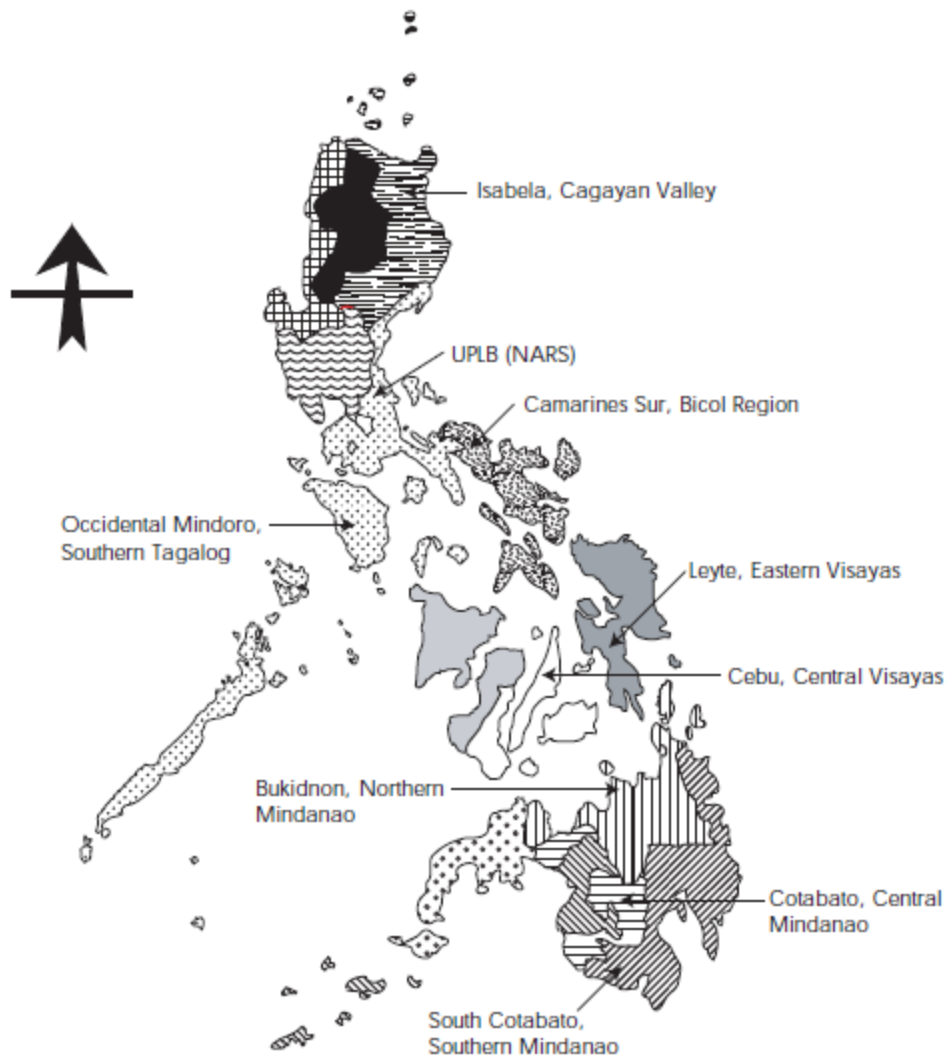 Isabela, Cagayan Valley
UPLB (NARS)
Camarines Sur, Bicol Region
Occidental Mindoro,
Southern Tagalog
Leyte, Eastern Visayas
Cebu, Central Visayas
Bukidnon, Northern
Mindanao
Cotabato, Central
Mindanao
South Cotabato,
Southern Mindanao